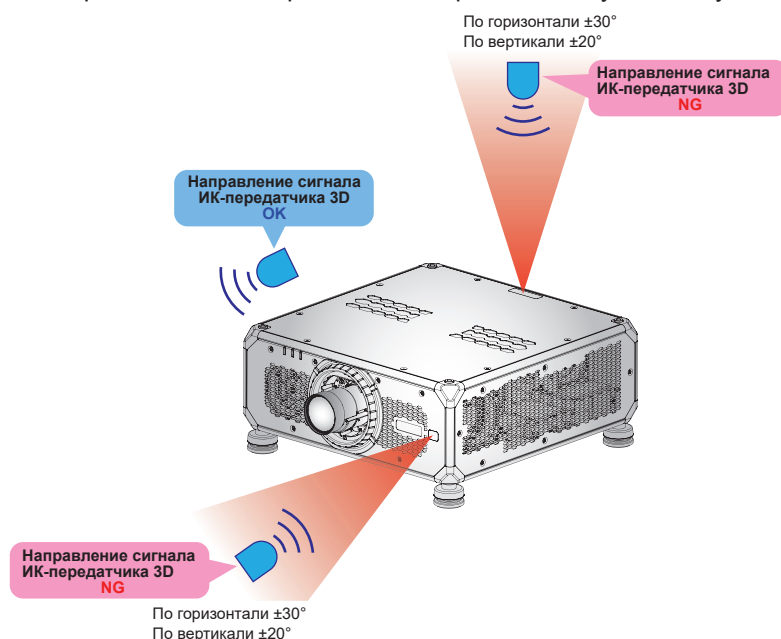 По горизонтали ±30°
По вертикали ±20°
Направление сигнала
ИК-передатчика 3D
NG
Направление сигнала
ИК-передатчика 3D
OK
Направление сигнала
ИК-передатчика 3D
NG
По горизонтали ±30°
По вертикали ±20°